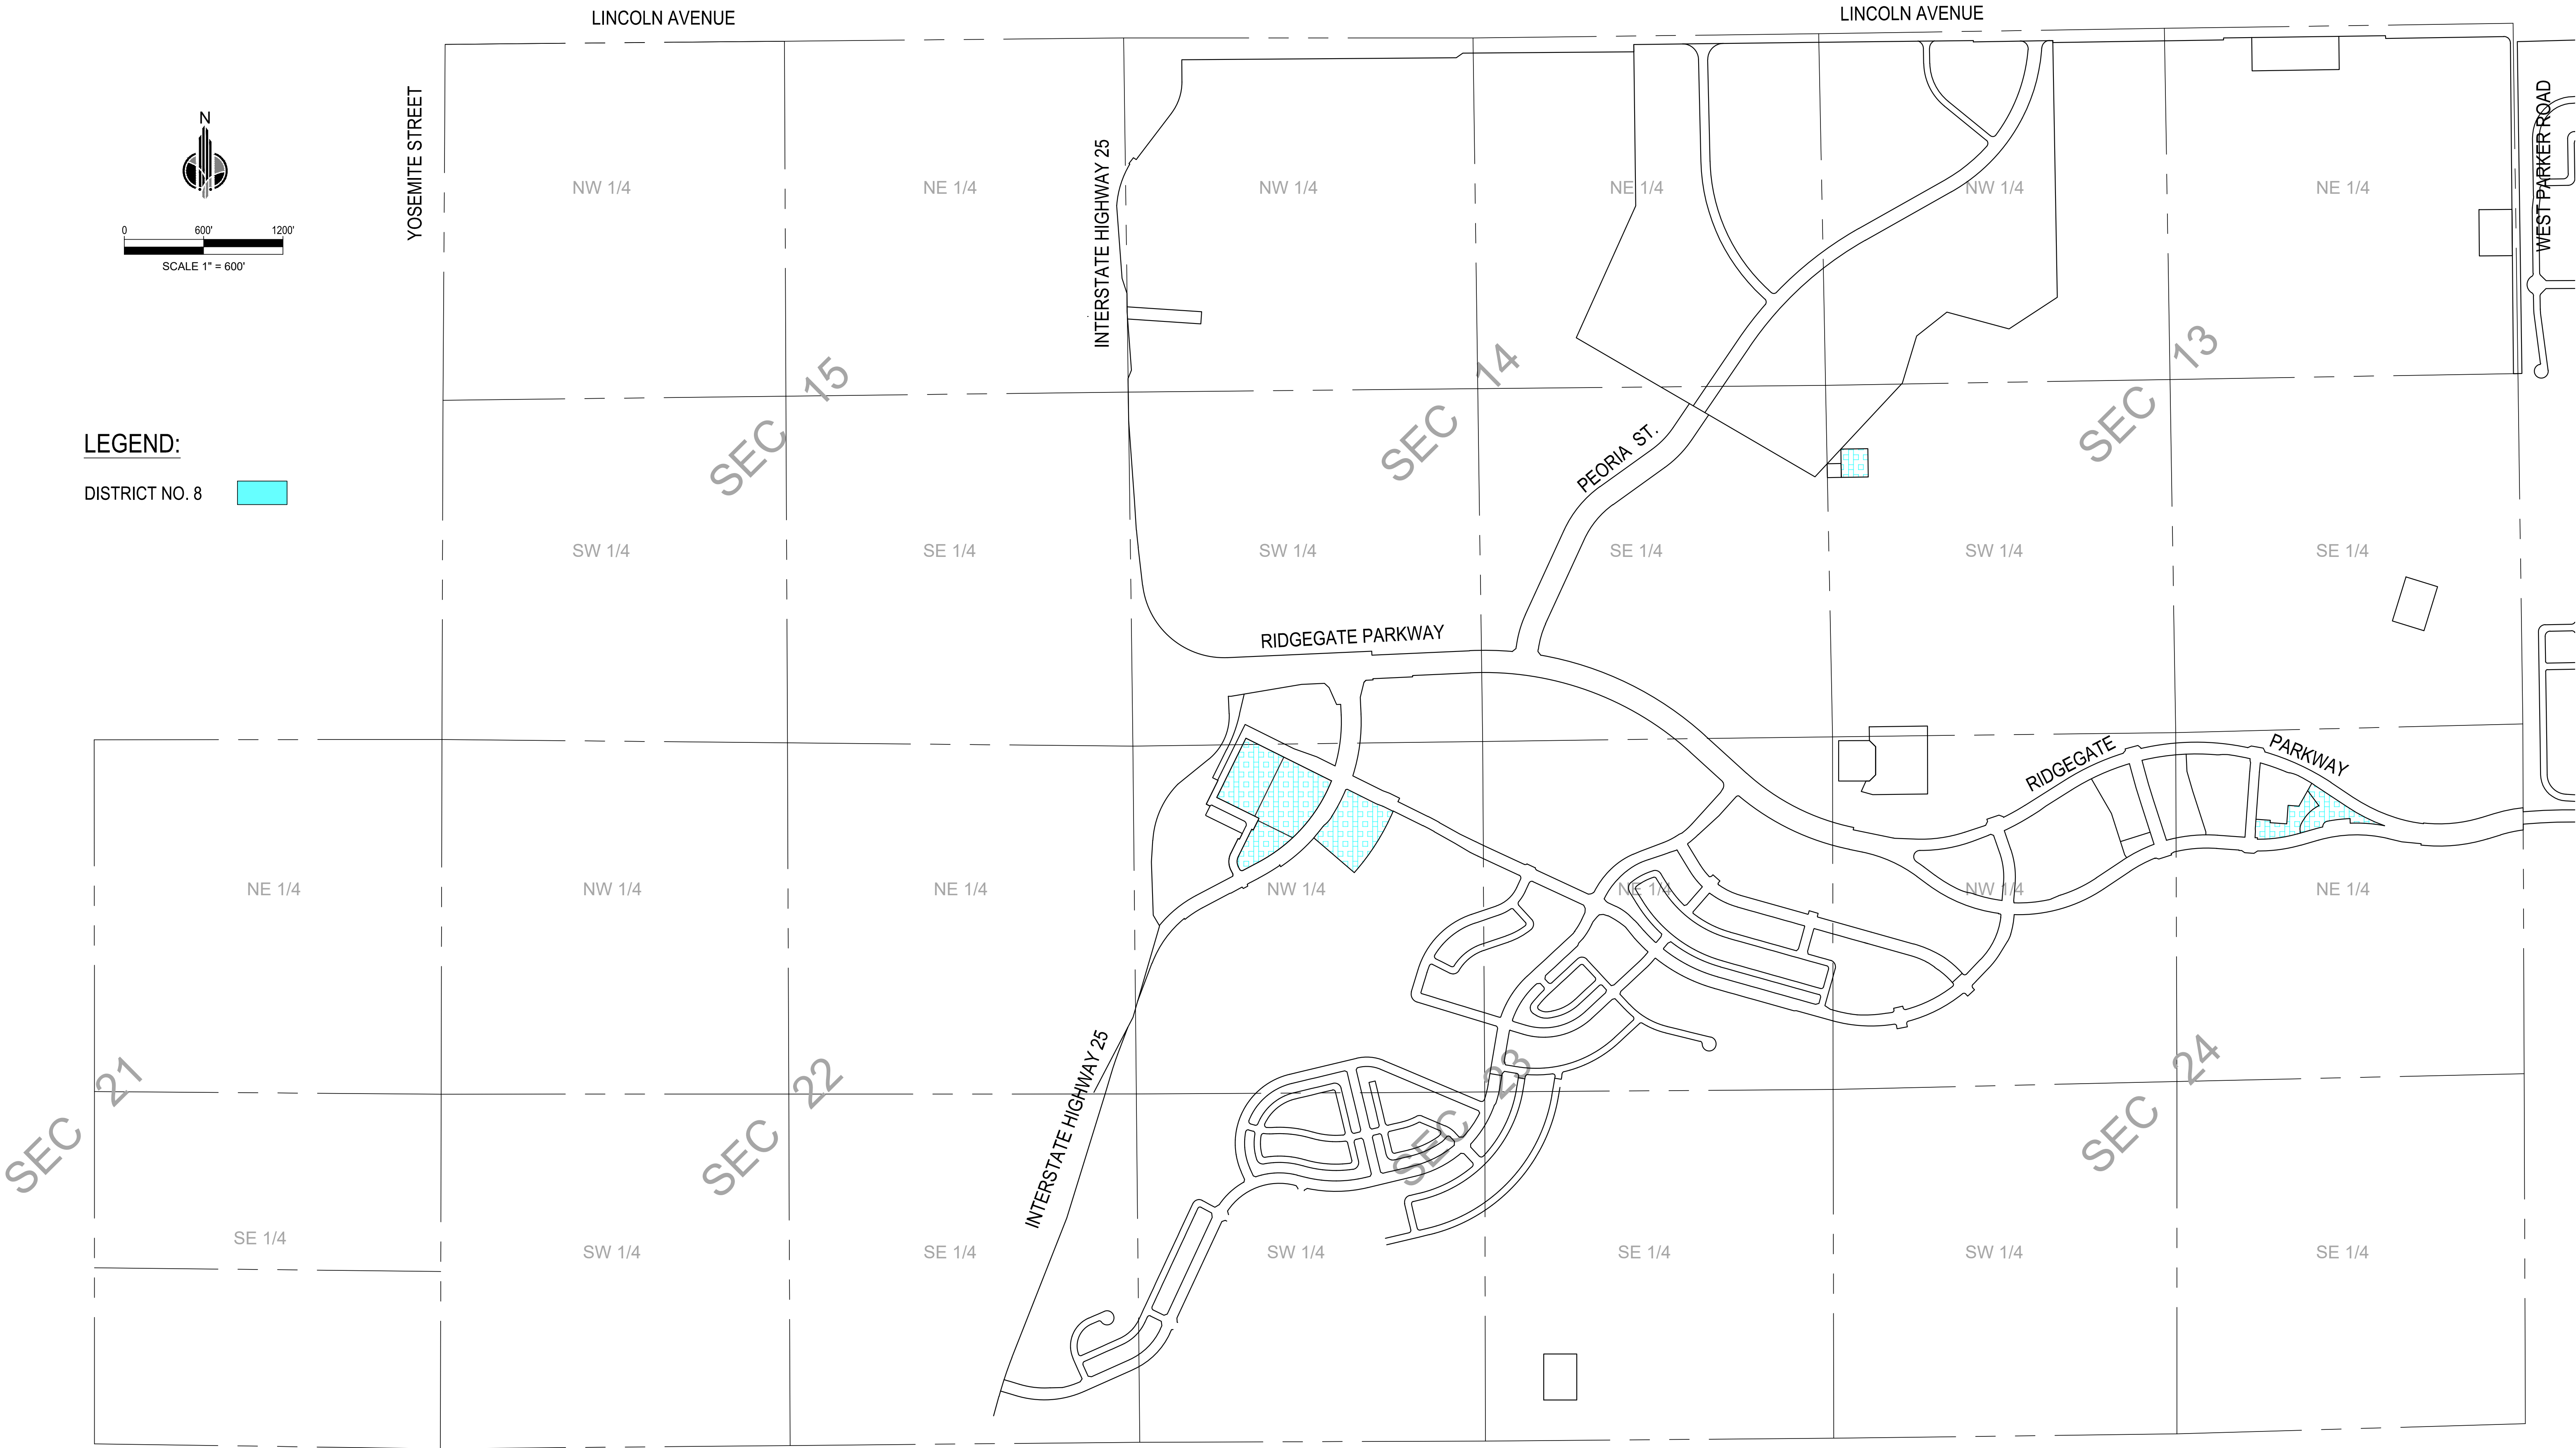 LINCOLN AVENUE
LINCOLN AVENUE
N
YOSEMITE STREET
INTERSTATE HIGHWAY 25
WEST PARKER ROAD
NW 1/4
NE 1/4
NW 1/4
NE 1/4
NW 1/4
NE 1/4
0 600' 1200'
SCALE 1" = 600'
SEC 15
SEC 14
SEC 13
LEGEND:
DISTRICT NO. 8
PEORIA ST.
SW 1/4
SE 1/4
SW 1/4
SE 1/4
SW 1/4
SE 1/4
RIDGEGATE PARKWAY
RIDGEGATE PARKWAY
NE 1/4
NW 1/4
NE 1/4
NW 1/4
NE 1/4
NW 1/4
NE 1/4
INTERSTATE HIGHWAY 25
SEC 21
SEC 22
SEC 23
SEC 24
SE 1/4
SW 1/4
SE 1/4
SW 1/4
SE 1/4
SW 1/4
SE 1/4